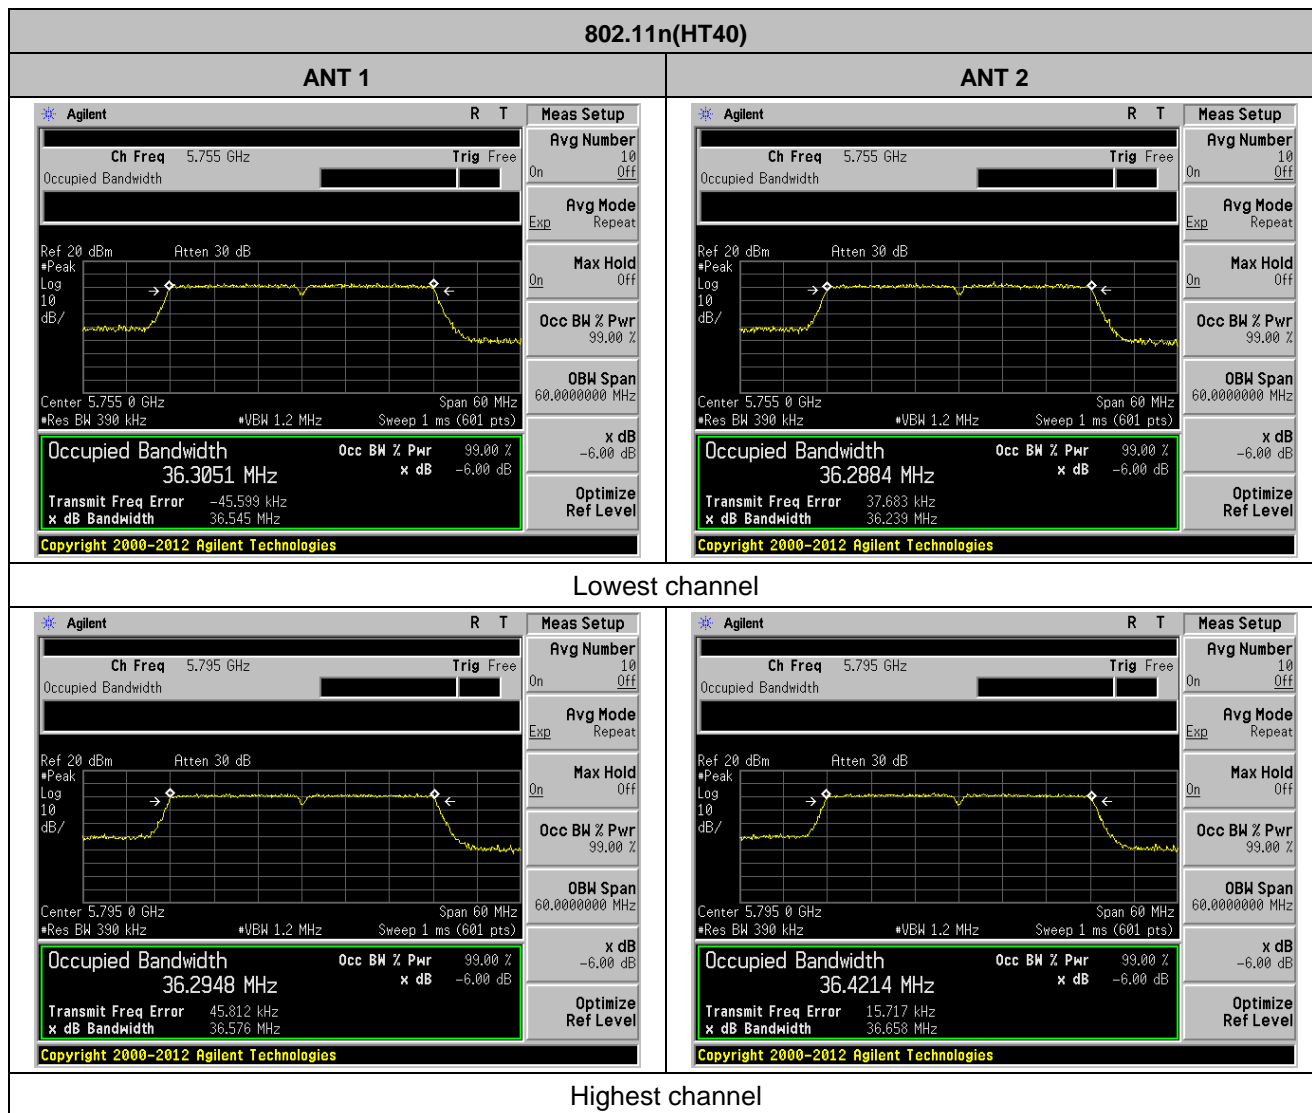 802.11n(HT40)
ANT 1
ANT 2
Agilent R T
Meas Setup
Ch Freq 5.755 GHz Trig Free
Occupied Bandwidth
Avg Number
10
On Off
Avg Mode
Exp Repeat
Ref 20 dBm Atten 30 dB
#Peak
Log
10
dB/
Max Hold
On Off
Occ BW % Pwr
99.00 %
OBW Span
60.0000000 MHz
Center 5.755 0 GHz Span 60 MHz
#Res BW 390 kHz #VBW 1.2 MHz Sweep 1 ms (601 pts)
Occupied Bandwidth Occ BW % Pwr 99.00 %
36.3051 MHz x dB -6.00 dB
Transmit Freq Error -45.599 kHz
x dB Bandwidth 36.545 MHz
x dB
-6.00 dB
Optimize
Ref Level
Copyright 2000-2012 Agilent Technologies
Agilent R T
Meas Setup
Ch Freq 5.755 GHz Trig Free
Occupied Bandwidth
Avg Number
10
On Off
Avg Mode
Exp Repeat
Ref 20 dBm Atten 30 dB
#Peak
Log
10
dB/
Max Hold
On Off
Occ BW % Pwr
99.00 %
OBW Span
60.0000000 MHz
Center 5.755 0 GHz Span 60 MHz
#Res BW 390 kHz #VBW 1.2 MHz Sweep 1 ms (601 pts)
Occupied Bandwidth Occ BW % Pwr 99.00 %
36.2884 MHz x dB -6.00 dB
Transmit Freq Error 37.683 kHz
x dB Bandwidth 36.239 MHz
x dB
-6.00 dB
Optimize
Ref Level
Copyright 2000-2012 Agilent Technologies
Lowest channel
Agilent R T
Meas Setup
Ch Freq 5.795 GHz Trig Free
Occupied Bandwidth
Avg Number
10
On Off
Avg Mode
Exp Repeat
Ref 20 dBm Atten 30 dB
#Peak
Log
10
dB/
Max Hold
On Off
Occ BW % Pwr
99.00 %
OBW Span
60.0000000 MHz
Center 5.795 0 GHz Span 60 MHz
#Res BW 390 kHz #VBW 1.2 MHz Sweep 1 ms (601 pts)
Occupied Bandwidth Occ BW % Pwr 99.00 %
36.2948 MHz x dB -6.00 dB
Transmit Freq Error 45.812 kHz
x dB Bandwidth 36.576 MHz
x dB
-6.00 dB
Optimize
Ref Level
Copyright 2000-2012 Agilent Technologies
Agilent R T
Meas Setup
Ch Freq 5.795 GHz Trig Free
Occupied Bandwidth
Avg Number
10
On Off
Avg Mode
Exp Repeat
Ref 20 dBm Atten 30 dB
#Peak
Log
10
dB/
Max Hold
On Off
Occ BW % Pwr
99.00 %
OBW Span
60.0000000 MHz
Center 5.795 0 GHz Span 60 MHz
#Res BW 390 kHz #VBW 1.2 MHz Sweep 1 ms (601 pts)
Occupied Bandwidth Occ BW % Pwr 99.00 %
36.4214 MHz x dB -6.00 dB
Transmit Freq Error 15.717 kHz
x dB Bandwidth 36.658 MHz
x dB
-6.00 dB
Optimize
Ref Level
Copyright 2000-2012 Agilent Technologies
Highest channel